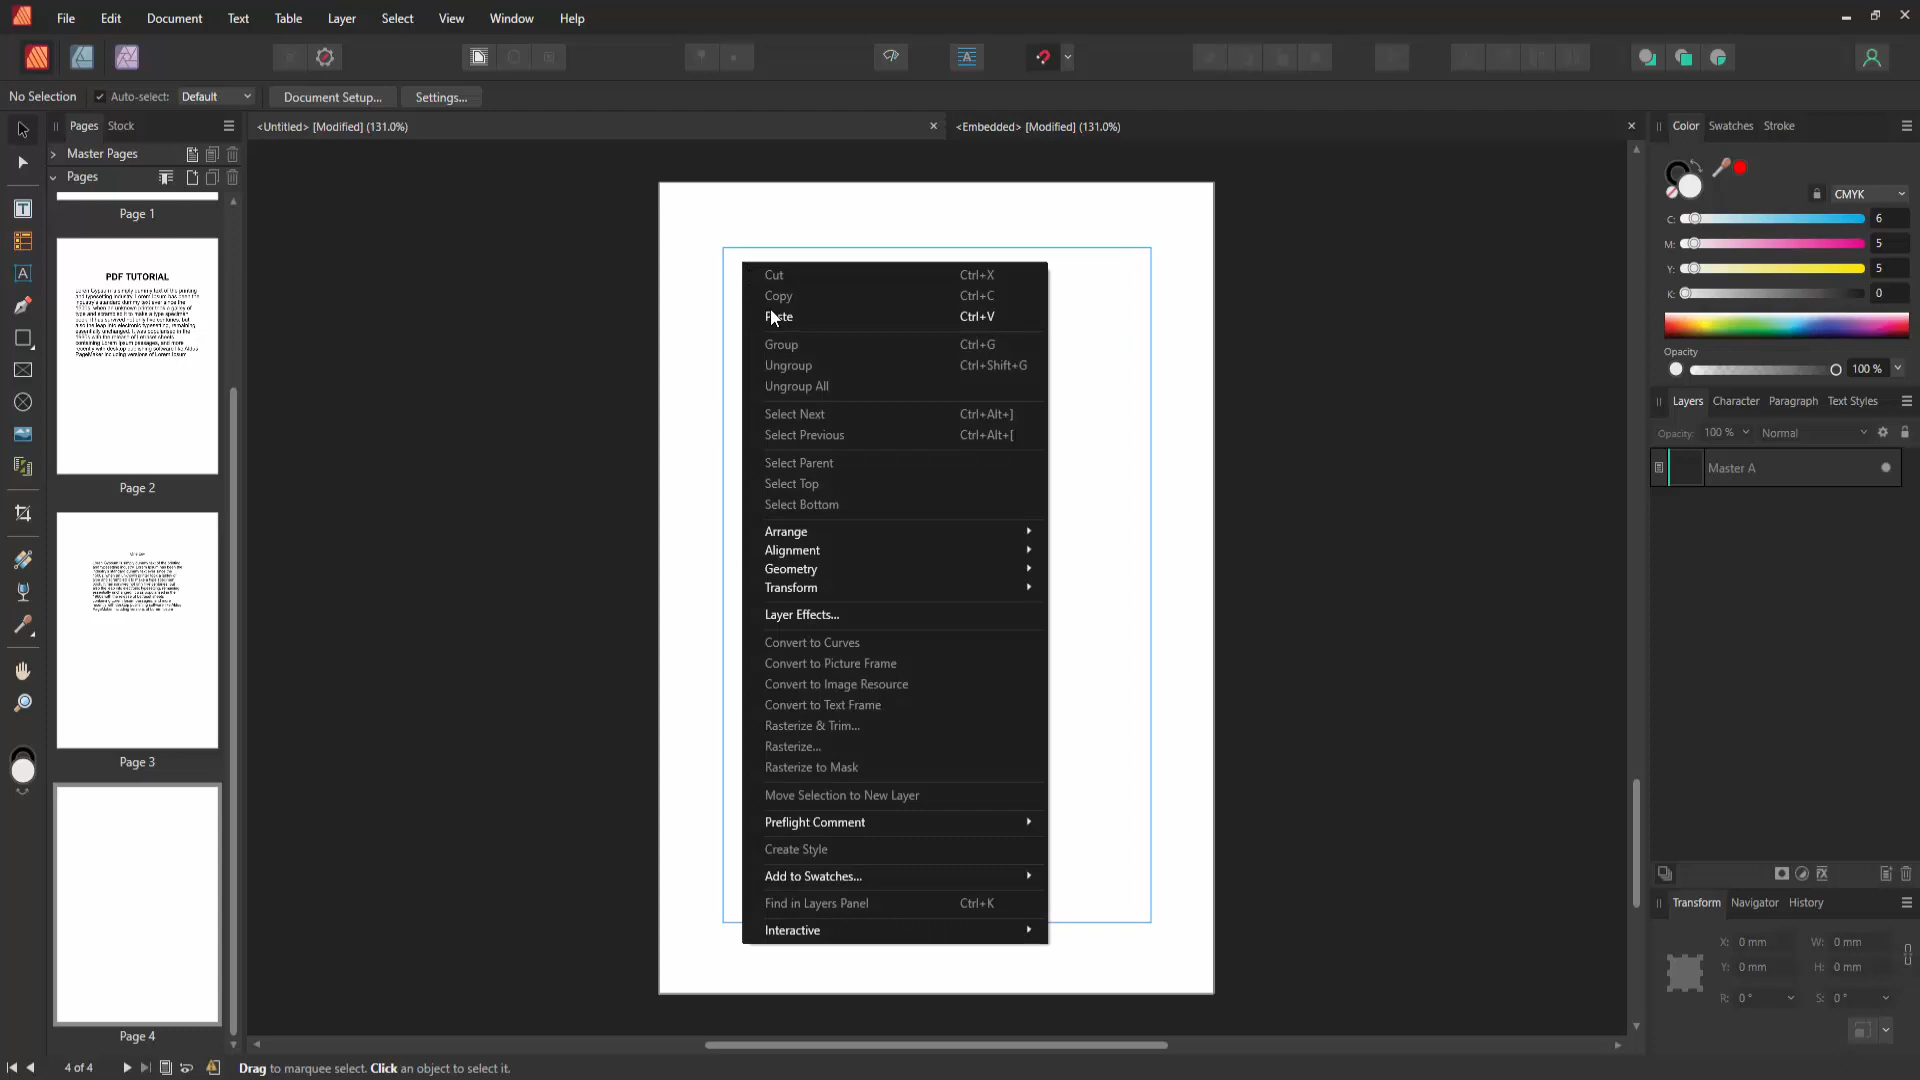 File Edit Document Text Table Layer Select View Window Help
No Selection Auto-select: Default Document Setup... Settings...
Pages Stock
<Untitled> [Modified] (131.0%)
<Embedded> [Modified] (131.0%)
Master Pages
Pages
Page 1
PDF TUTORIAL
Page 2
Page 3
Page 4
Cut Ctrl+X
Copy Ctrl+C
Paste Ctrl+V
Group Ctrl+G
Ungroup Ctrl+Shift+G
Ungroup All
Select Next Ctrl+Alt+]
Select Previous Ctrl+Alt+[
Select Parent
Select Top
Select Bottom
Arrange
Alignment
Geometry
Transform
Layer Effects...
Convert to Curves
Convert to Picture Frame
Convert to Image Resource
Convert to Text Frame
Rasterize & Trim...
Rasterize...
Rasterize to Mask
Move Selection to New Layer
Preflight Comment
Create Style
Add to Swatches...
Find in Layers Panel Ctrl+K
Interactive
Color Swatches Stroke
CMYK
C: 6
M: 5
Y: 5
K: 0
Opacity
100 %
Layers Character Paragraph Text Styles
Opacity: 100 % Normal
Master A
Transform Navigator History
X: 0 mm W: 0 mm
Y: 0 mm H: 0 mm
R: 0 ° S: 0 °
4 of 4
Drag to marquee select. Click an object to select it.